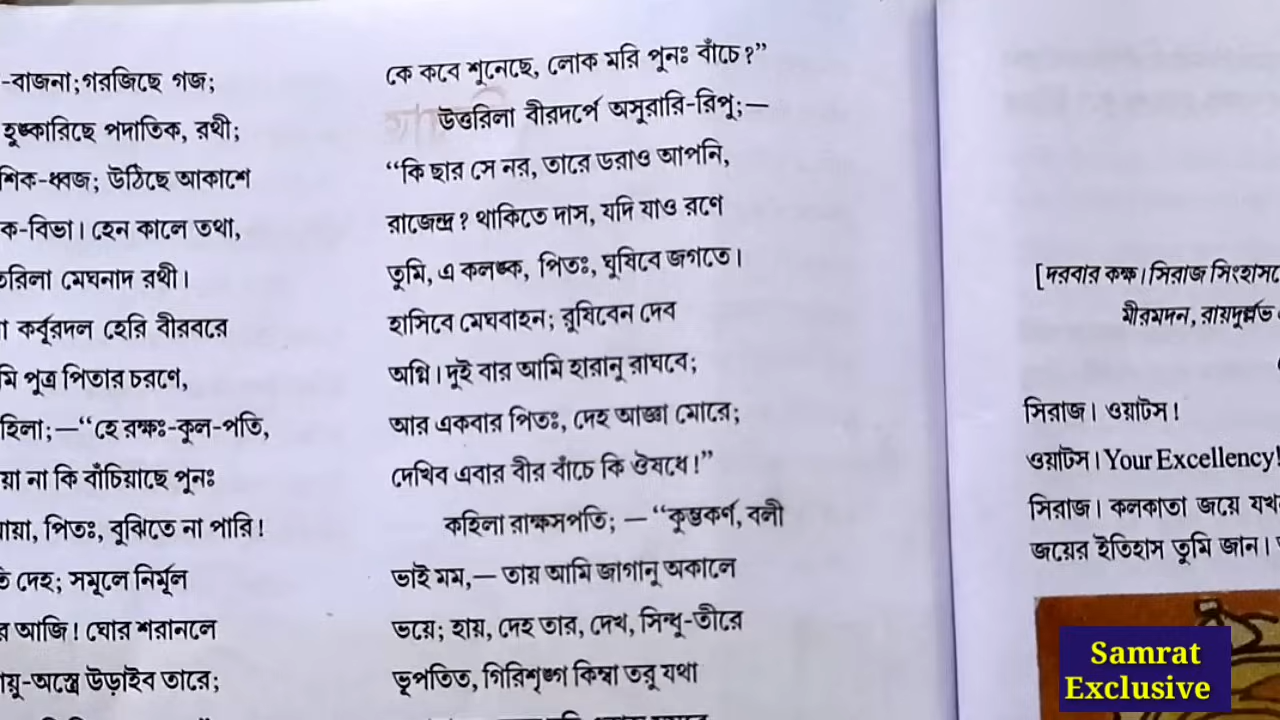 -বাজনা; গরজিছে গজ;
হুঙ্কারিছে পদাতিক, রথী;
শিক-ধ্বজ; উঠিছে আকাশে
ক-বিভা। হেন কালে তথা,
তরিলা মেঘনাদ রথী।
কর্বূরদল হেরি বীরবরে
মি পুত্র পিতার চরণে,
হিলা;—“হে রক্ষঃ-কুল-পতি,
য়া না কি বাঁচিয়াছে পুনঃ
মায়া, পিতঃ, বুঝিতে না পারি!
দেহ; সমূলে নির্মূল
আজি! ঘোর শরানলে
য়ু-অস্ত্রে উড়াইব তারে;
কে কবে শুনেছে, লোক মরি পুনঃ বাঁচে?”
উত্তরিলা বীরদর্পে অসুরারি-রিপু;—
“কি ছার সে নর, তারে ডরাও আপনি,
রাজেন্দ্র? থাকিতে দাস, যদি যাও রণে
তুমি, এ কলঙ্ক, পিতঃ, ঘুষিবে জগতে।
হাসিবে মেঘবাহন; রুষিবেন দেব
অগ্নি। দুই বার আমি হারানু রাঘবে;
আর একবার পিতঃ, দেহ আজ্ঞা মোরে;
দেখিব এবার বীর বাঁচে কি ঔষধে!”
কহিলা রাক্ষসপতি; — “কুম্ভকর্ণ, বলী
ভাই মম,— তায় আমি জাগানু অকালে
ভয়ে; হায়, দেহ তার, দেখ, সিন্ধু-তীরে
ভূপতিত, গিরিশৃঙ্গ কিম্বা তরু যথা
[দরবার কক্ষ। সিরাজ সিংহাসনে
মীরমদন, রায়দুর্ল্লভ
সিরাজ। ওয়াটস!
ওয়াটস। Your Excellency!
সিরাজ। কলকাতা জয়ে যখ
জয়ের ইতিহাস তুমি জান।
Samrat
Exclusive